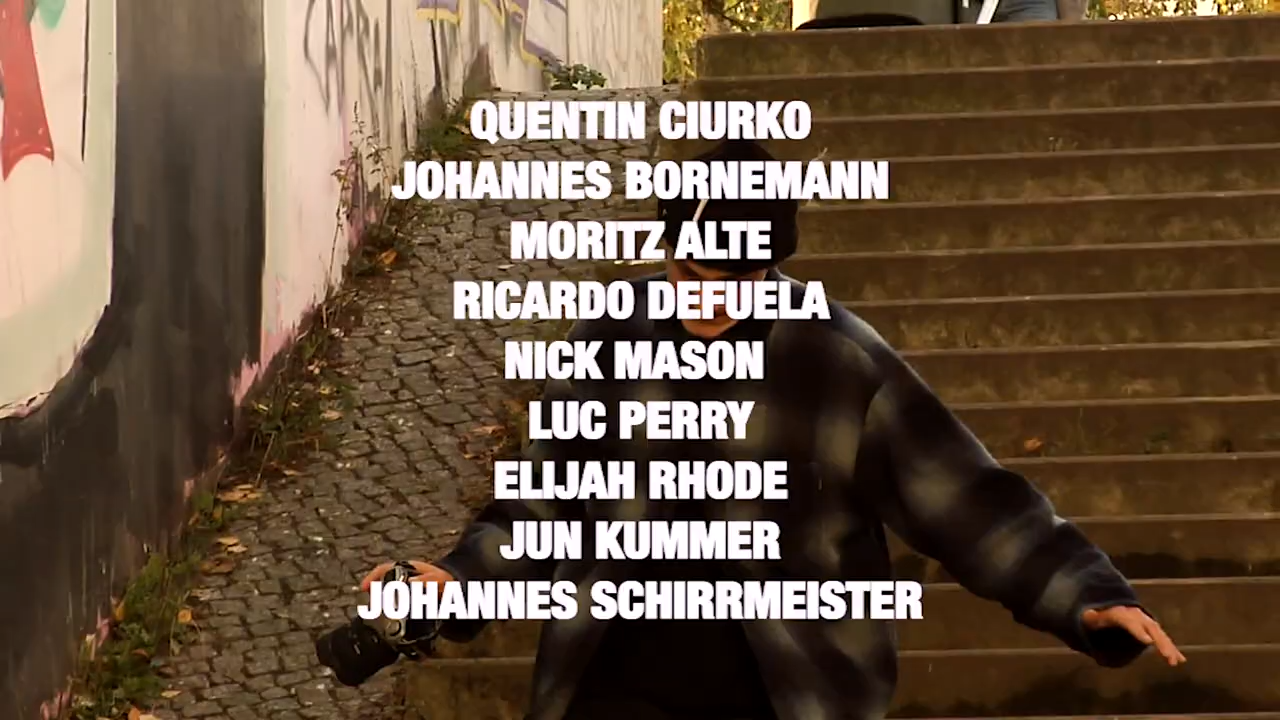 QUENTIN CIURKO
JOHANNES BORNEMANN
MORITZ ALTE
RICARDO DEFUELA
NICK MASON
LUC PERRY
ELIJAH RHODE
JUN KUMMER
JOHANNES SCHIRRMEISTER